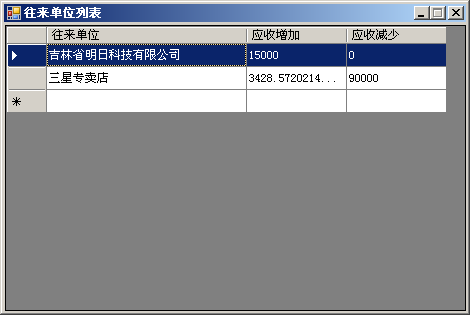 往来单位列表
往来单位 应收增加 应收减少
吉林省明日科技有限公司 15000 0
三星专卖店 3428.5720214... 90000